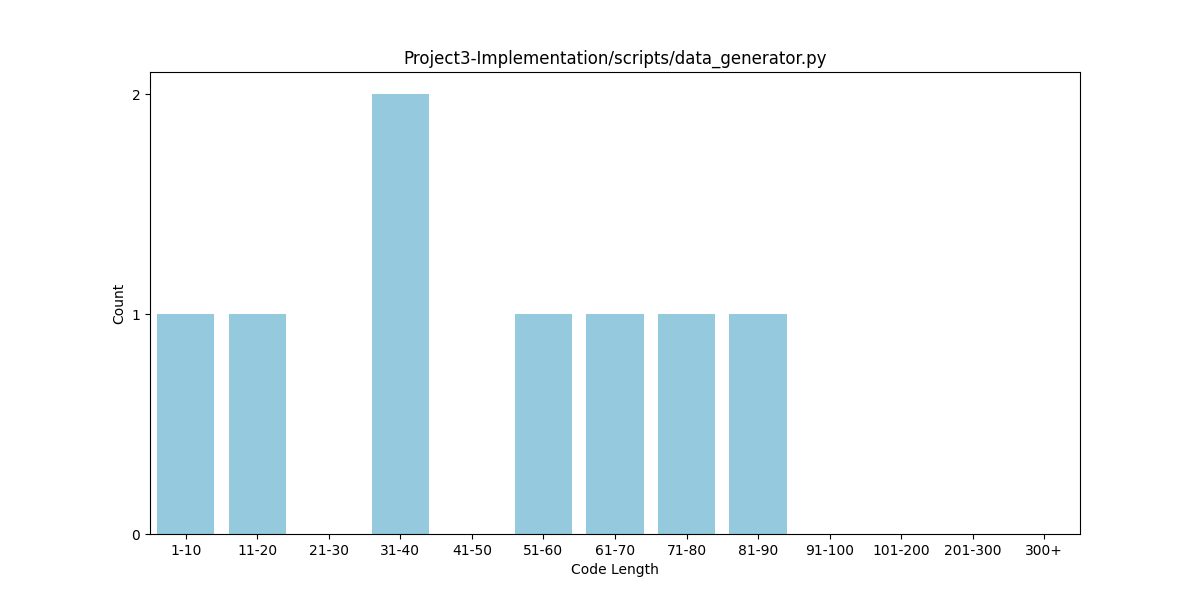 Project3-Implementation/scripts/data_generator.py
Count
2
1
0
1-10 11-20 21-30 31-40 41-50 51-60 61-70 71-80 81-90 91-100 101-200 201-300 300+
Code Length